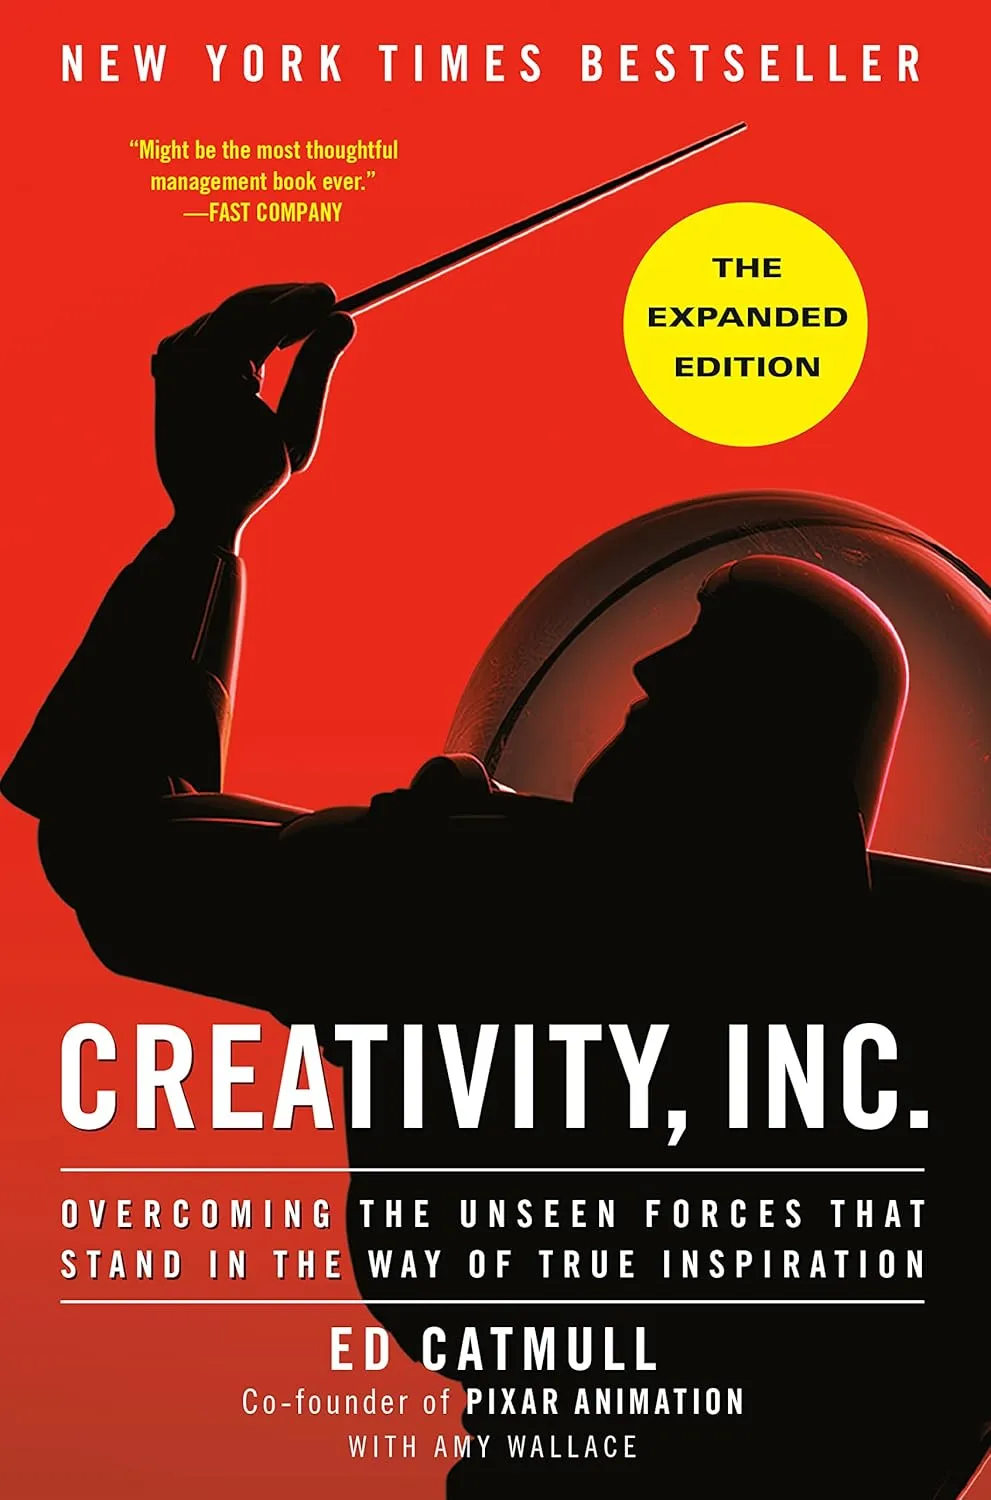 NEW YORK TIMES BESTSELLER
“Might be the most thoughtful
management book ever.”
—FAST COMPANY
THE
EXPANDED
EDITION
CREATIVITY, INC.
OVERCOMING THE UNSEEN FORCES THAT
STAND IN THE WAY OF TRUE INSPIRATION
ED CATMULL
Co-founder of PIXAR ANIMATION
WITH AMY WALLACE